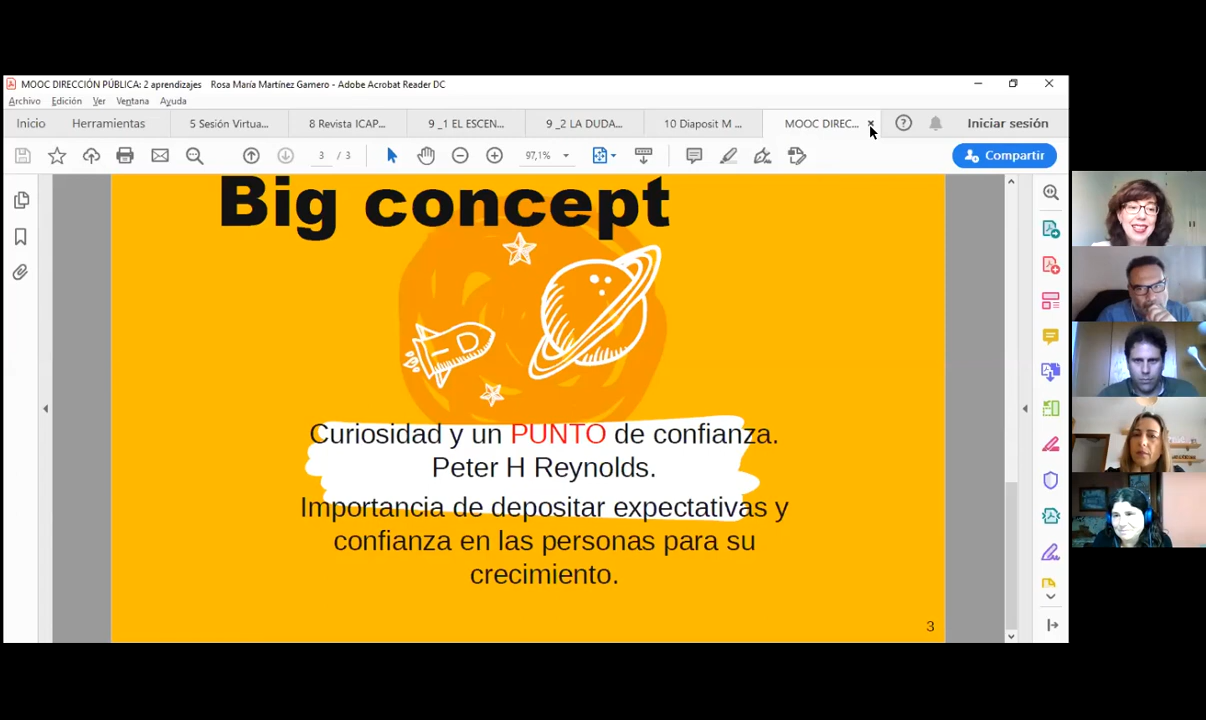 MOOC DIRECCIÓN PÚBLICA: 2 aprendizajes Rosa María Martínez Gamero - Adobe Acrobat Reader DC
Archivo Edición Ver Ventana Ayuda
Inicio Herramientas 5 Sesión Virtua... 8 Revista ICAP... 9 _1 EL ESCEN... 9 _2 LA DUDA... 10 Diaposit M ... MOOC DIREC... Iniciar sesión
3 / 3 97,1% Compartir
Big concept
Curiosidad y un PUNTO de confianza.
Peter H Reynolds.
Importancia de depositar expectativas y
confianza en las personas para su
crecimiento.
3